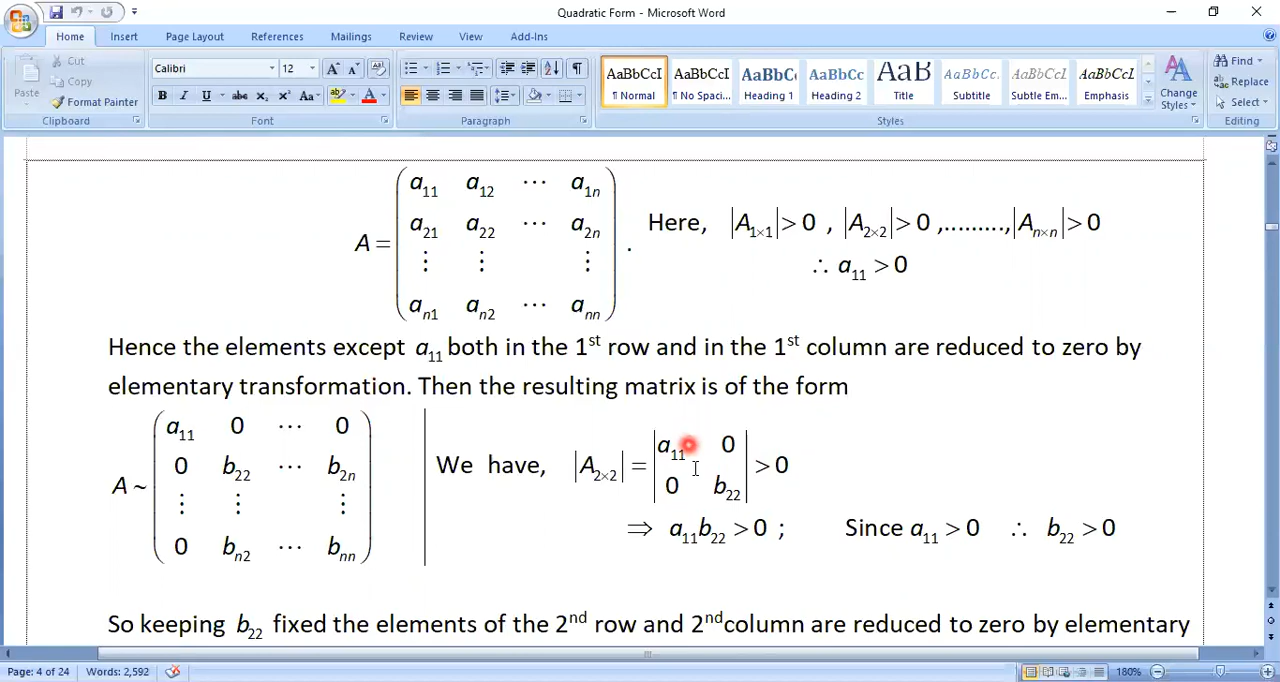 Quadratic Form - Microsoft Word
Home Insert Page Layout References Mailings Review View Add-Ins
Paste Cut Copy Format Painter
Calibri 12
AaBbCcI AaBbCcI AaBbCc AaBbCc AaB AaBbCcI AaBbCcI AaBbCcI
¶ Normal ¶ No Spaci... Heading 1 Heading 2 Title Subtitle Subtle Em... Emphasis
Change Styles
Find Replace Select
Clipboard Font Paragraph Styles Editing
A = ( a11 a12 ⋯ a1n
a21 a22 ⋯ a2n
⋮ ⋮ ⋮
an1 an2 ⋯ ann ) .
Here, |A1×1| > 0 , |A2×2| > 0 ,.........,|An×n| > 0
∴ a11 > 0
Hence the elements except a11 both in the 1st row and in the 1st column are reduced to zero by
elementary transformation. Then the resulting matrix is of the form
A ~ ( a11 0 ⋯ 0
0 b22 ⋯ b2n
⋮ ⋮ ⋮
0 bn2 ⋯ bnn )
We have, |A2×2| = | a11 0
0 b22 | > 0
⇒ a11b22 > 0 ; Since a11 > 0 ∴ b22 > 0
So keeping b22 fixed the elements of the 2nd row and 2ndcolumn are reduced to zero by elementary
Page: 4 of 24 Words: 2,592 180%